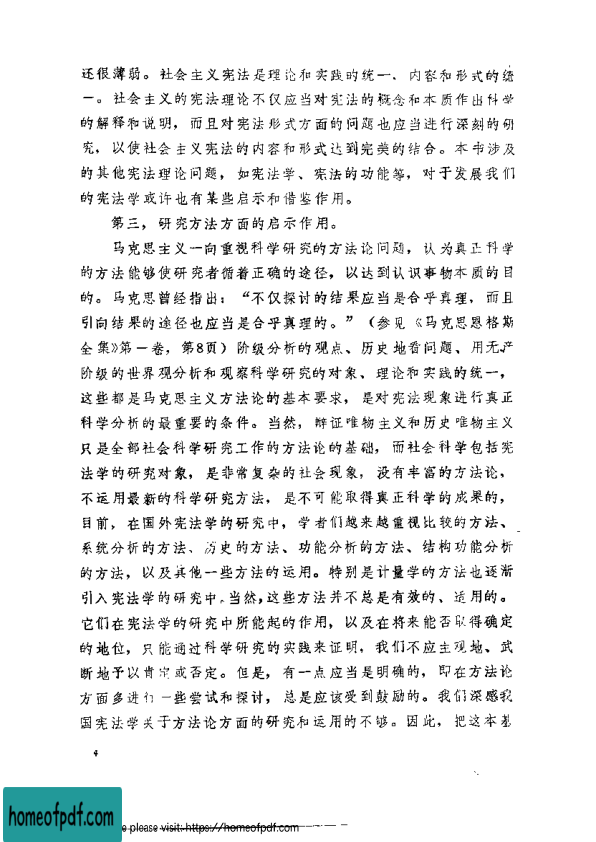 还很薄弱。社会主义宪法是理论和实践的统一、内容和形式的统
一。社会主义的宪法理论不仅应当对宪法的概念和本质作出科学
的解释和说明，而且对宪法形式方面的问题也应当进行深刻的研
究，以使社会主义宪法的内容和形式达到完美的结合。本书涉及
的其他宪法理论问题，如宪法学、宪法的功能等，对于发展我们
的宪法学或许也有某些启示和借鉴作用。
第三，研究方法方面的启示作用。
马克思主义一向重视科学研究的方法论问题，认为真正科学
的方法能够使研究者循着正确的途径，以达到认识事物本质的目
的。马克思曾经指出：“不仅探讨的结果应当是合乎真理，而且
引向结果的途径也应当是合乎真理的。”（参见《马克思恩格斯
全集》第一卷，第8页）阶级分析的观点、历史地看问题、用无产
阶级的世界观分析和观察科学研究的对象、理论和实践的统一，
这些都是马克思主义方法论的基本要求，是对宪法现象进行真正
科学分析的最重要的条件。当然，辩证唯物主义和历史唯物主义
只是全部社会科学研究工作的方法论的基础，而社会科学包括宪
法学的研究对象，是非常复杂的社会现象，没有丰富的方法论，
不运用最新的科学研究方法，是不可能取得真正科学的成果的，
目前，在国外宪法学的研究中，学者们越来越重视比较的方法、
系统分析的方法、历史的方法、功能分析的方法、结构功能分析
的方法，以及其他一些方法的运用。特别是计量学的方法也逐渐
引入宪法学的研究中。当然，这些方法并不总是有效的、适用的。
它们在宪法学的研究中所能起的作用，以及在将来能否取得确定
的地位，只能通过科学研究的实践来证明，我们不应主观地、武
断地予以肯定或否定。但是，有一点应当是明确的，即在方法论
方面多进行一些尝试和探讨，总是应该受到鼓励的。我们深感我
国宪法学关于方法论方面的研究和运用的不够。因此，把这本基
4
homeofpdf.com
e please visit: https://homeofpdf.com